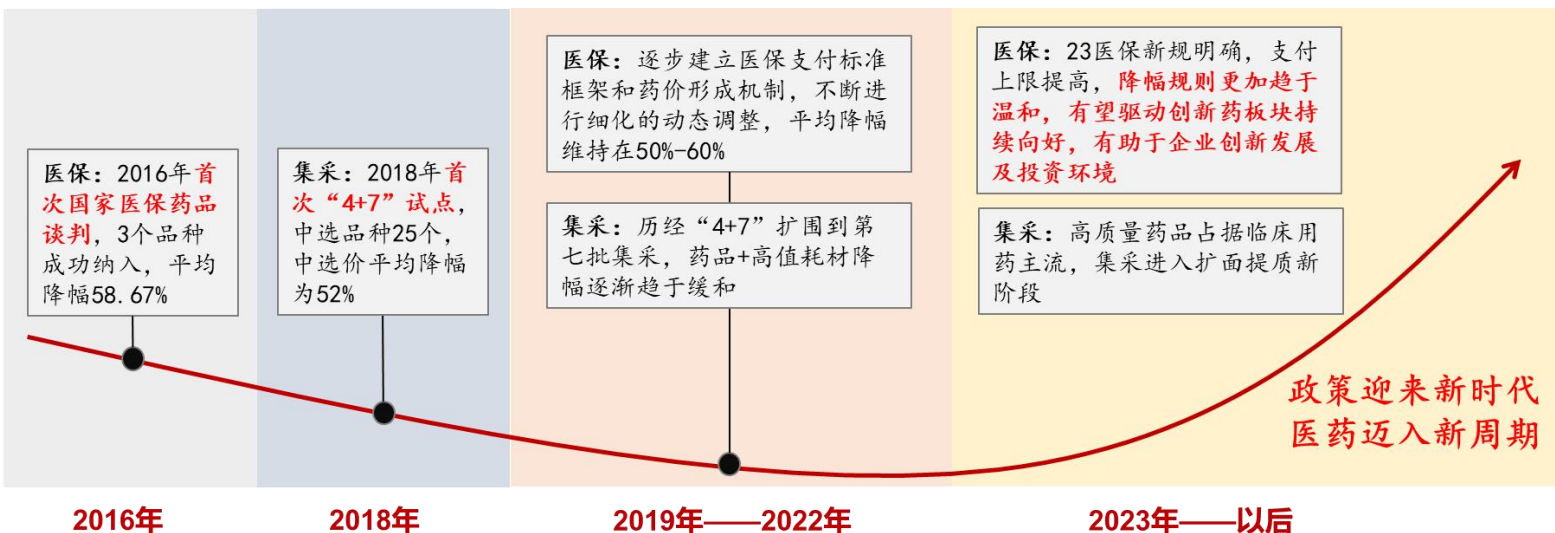 医保：2016年首
次国家医保药品
谈判，3个品种
成功纳入，平均
降幅58.67%
集采：2018年首
次“4+7”试点，
中选品种25个，
中选价平均降幅
为52%
医保：逐步建立医保支付标准
框架和药价形成机制，不断进
行细化的动态调整，平均降幅
维持在50%-60%
集采：历经“4+7”扩围到第
七批集采，药品+高值耗材降
幅逐渐趋于缓和
医保：23医保新规明确，支付
上限提高，降幅规则更加趋于
温和，有望驱动创新药板块持
续向好，有助于企业创新发展
及投资环境
集采：高质量药品占据临床用
药主流，集采进入扩面提质新
阶段
政策迎来新时代
医药迈入新周期
2016年
2018年
2019年——2022年
2023年——以后